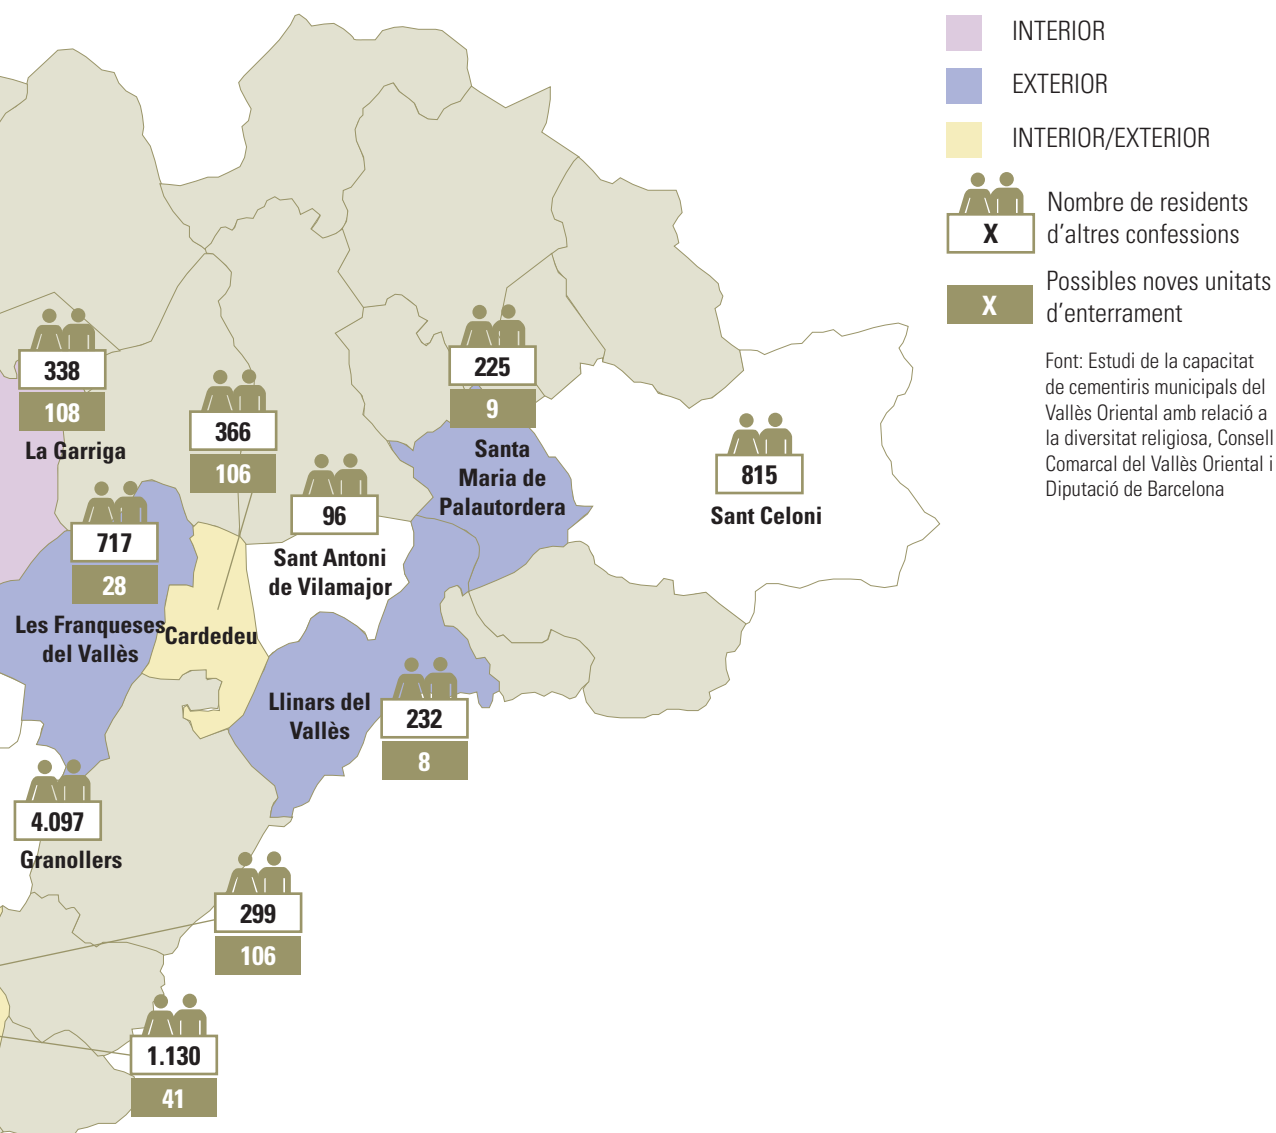 INTERIOR
EXTERIOR
INTERIOR/EXTERIOR
X
Nombre de residents
d'altres confessions
X
Possibles noves unitats
d'enterrament
Font: Estudi de la capacitat
de cementiris municipals del
Vallès Oriental amb relació a
la diversitat religiosa, Consell
Comarcal del Vallès Oriental i
Diputació de Barcelona
338
108
La Garriga
366
106
Cardedeu
225
9
Santa
Maria de
Palautordera
815
Sant Celoni
96
Sant Antoni
de Vilamajor
717
28
Les Franqueses
del Vallès
Llinars del
Vallès
232
8
4.097
Granollers
299
106
1.130
41